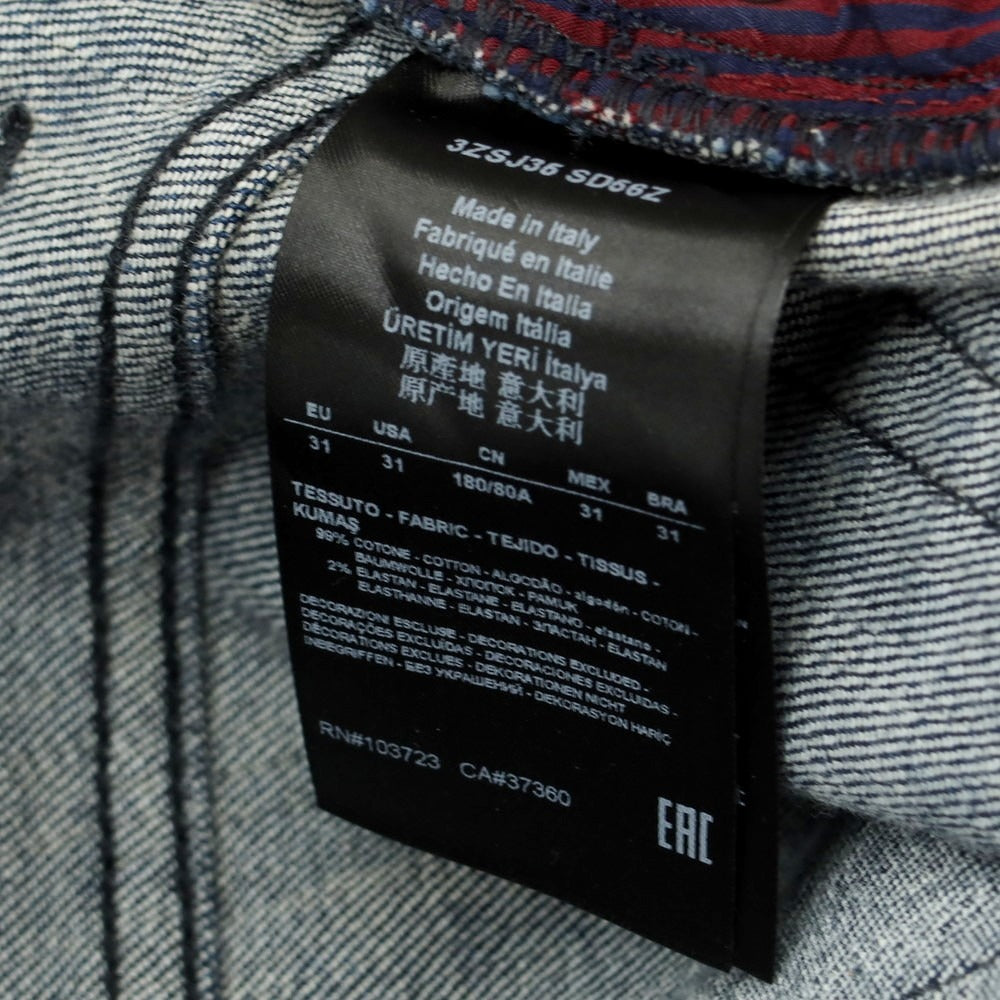 3ZSJ36 SD66Z
Made in Italy
Fabriqué en Italie
Hecho En Italia
Origem Itália
ÜRETİM YERİ İtalya
原產地 意大利
原产地 意大利
EU USA CN MEX BRA
31 31 180/80A 31 31
TESSUTO - FABRIC - TEJIDO - TISSUS -
KUMAŞ
COTONE - COTTON - ALGODÃO - algodón - COTON -
BAUMWOLLE - ХЛОПОК - PAMUK
2% ELASTAN - ELASTANE - ELASTANO - elastano -
ELASTHANNE - ELASTAN - ЭЛАСТАН - ELASTAN
DECORAZIONI ESCLUSE - DECORATIONS EXCLUDED -
DECORAÇÕES EXCLUÍDAS - DECORACIONES EXCLUIDAS -
DÉCORATIONS EXCLUES - DEKORATIONEN NICHT
INBEGRIFFEN - БЕЗ УКРАШЕНИЙ - DEKORASYON HARİÇ
RN#103723 CA#37360
EAC